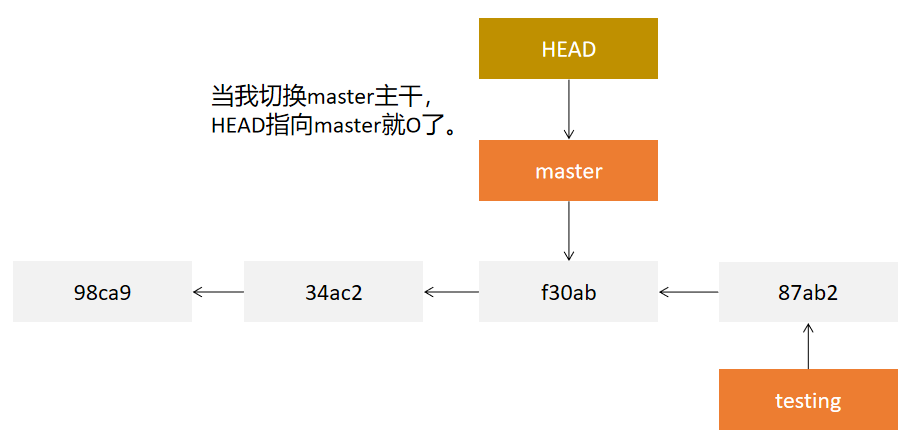 HEAD
当我切换master主干，
HEAD指向master就O了。
master
98ca9
34ac2
f30ab
87ab2
testing